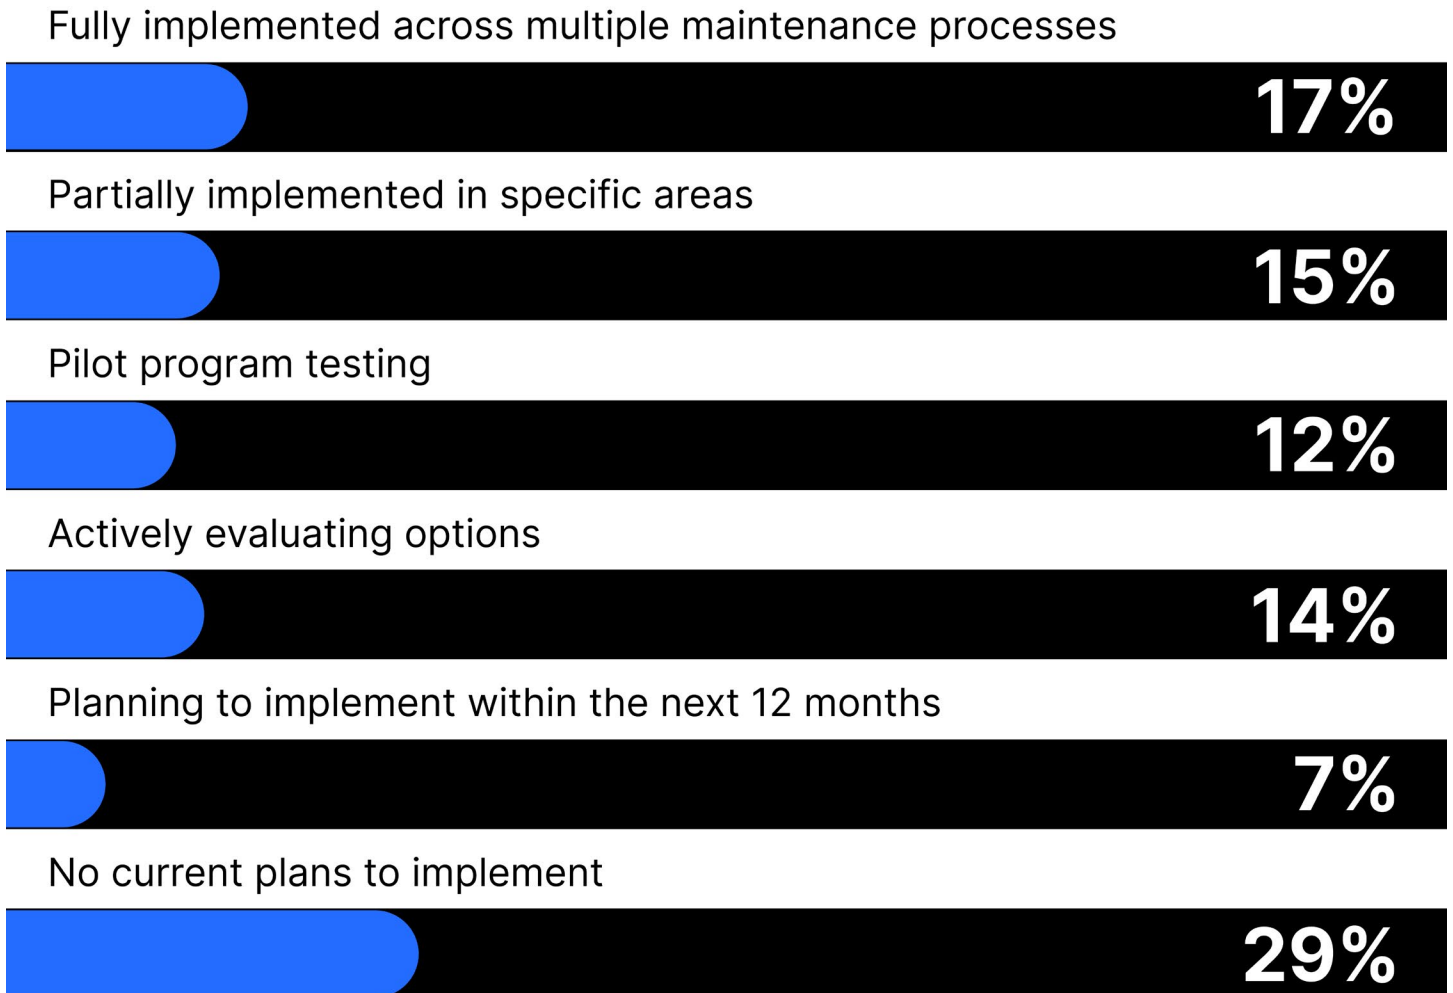 Fully implemented across multiple maintenance processes
17%
Partially implemented in specific areas
15%
Pilot program testing
12%
Actively evaluating options
14%
Planning to implement within the next 12 months
7%
No current plans to implement
29%